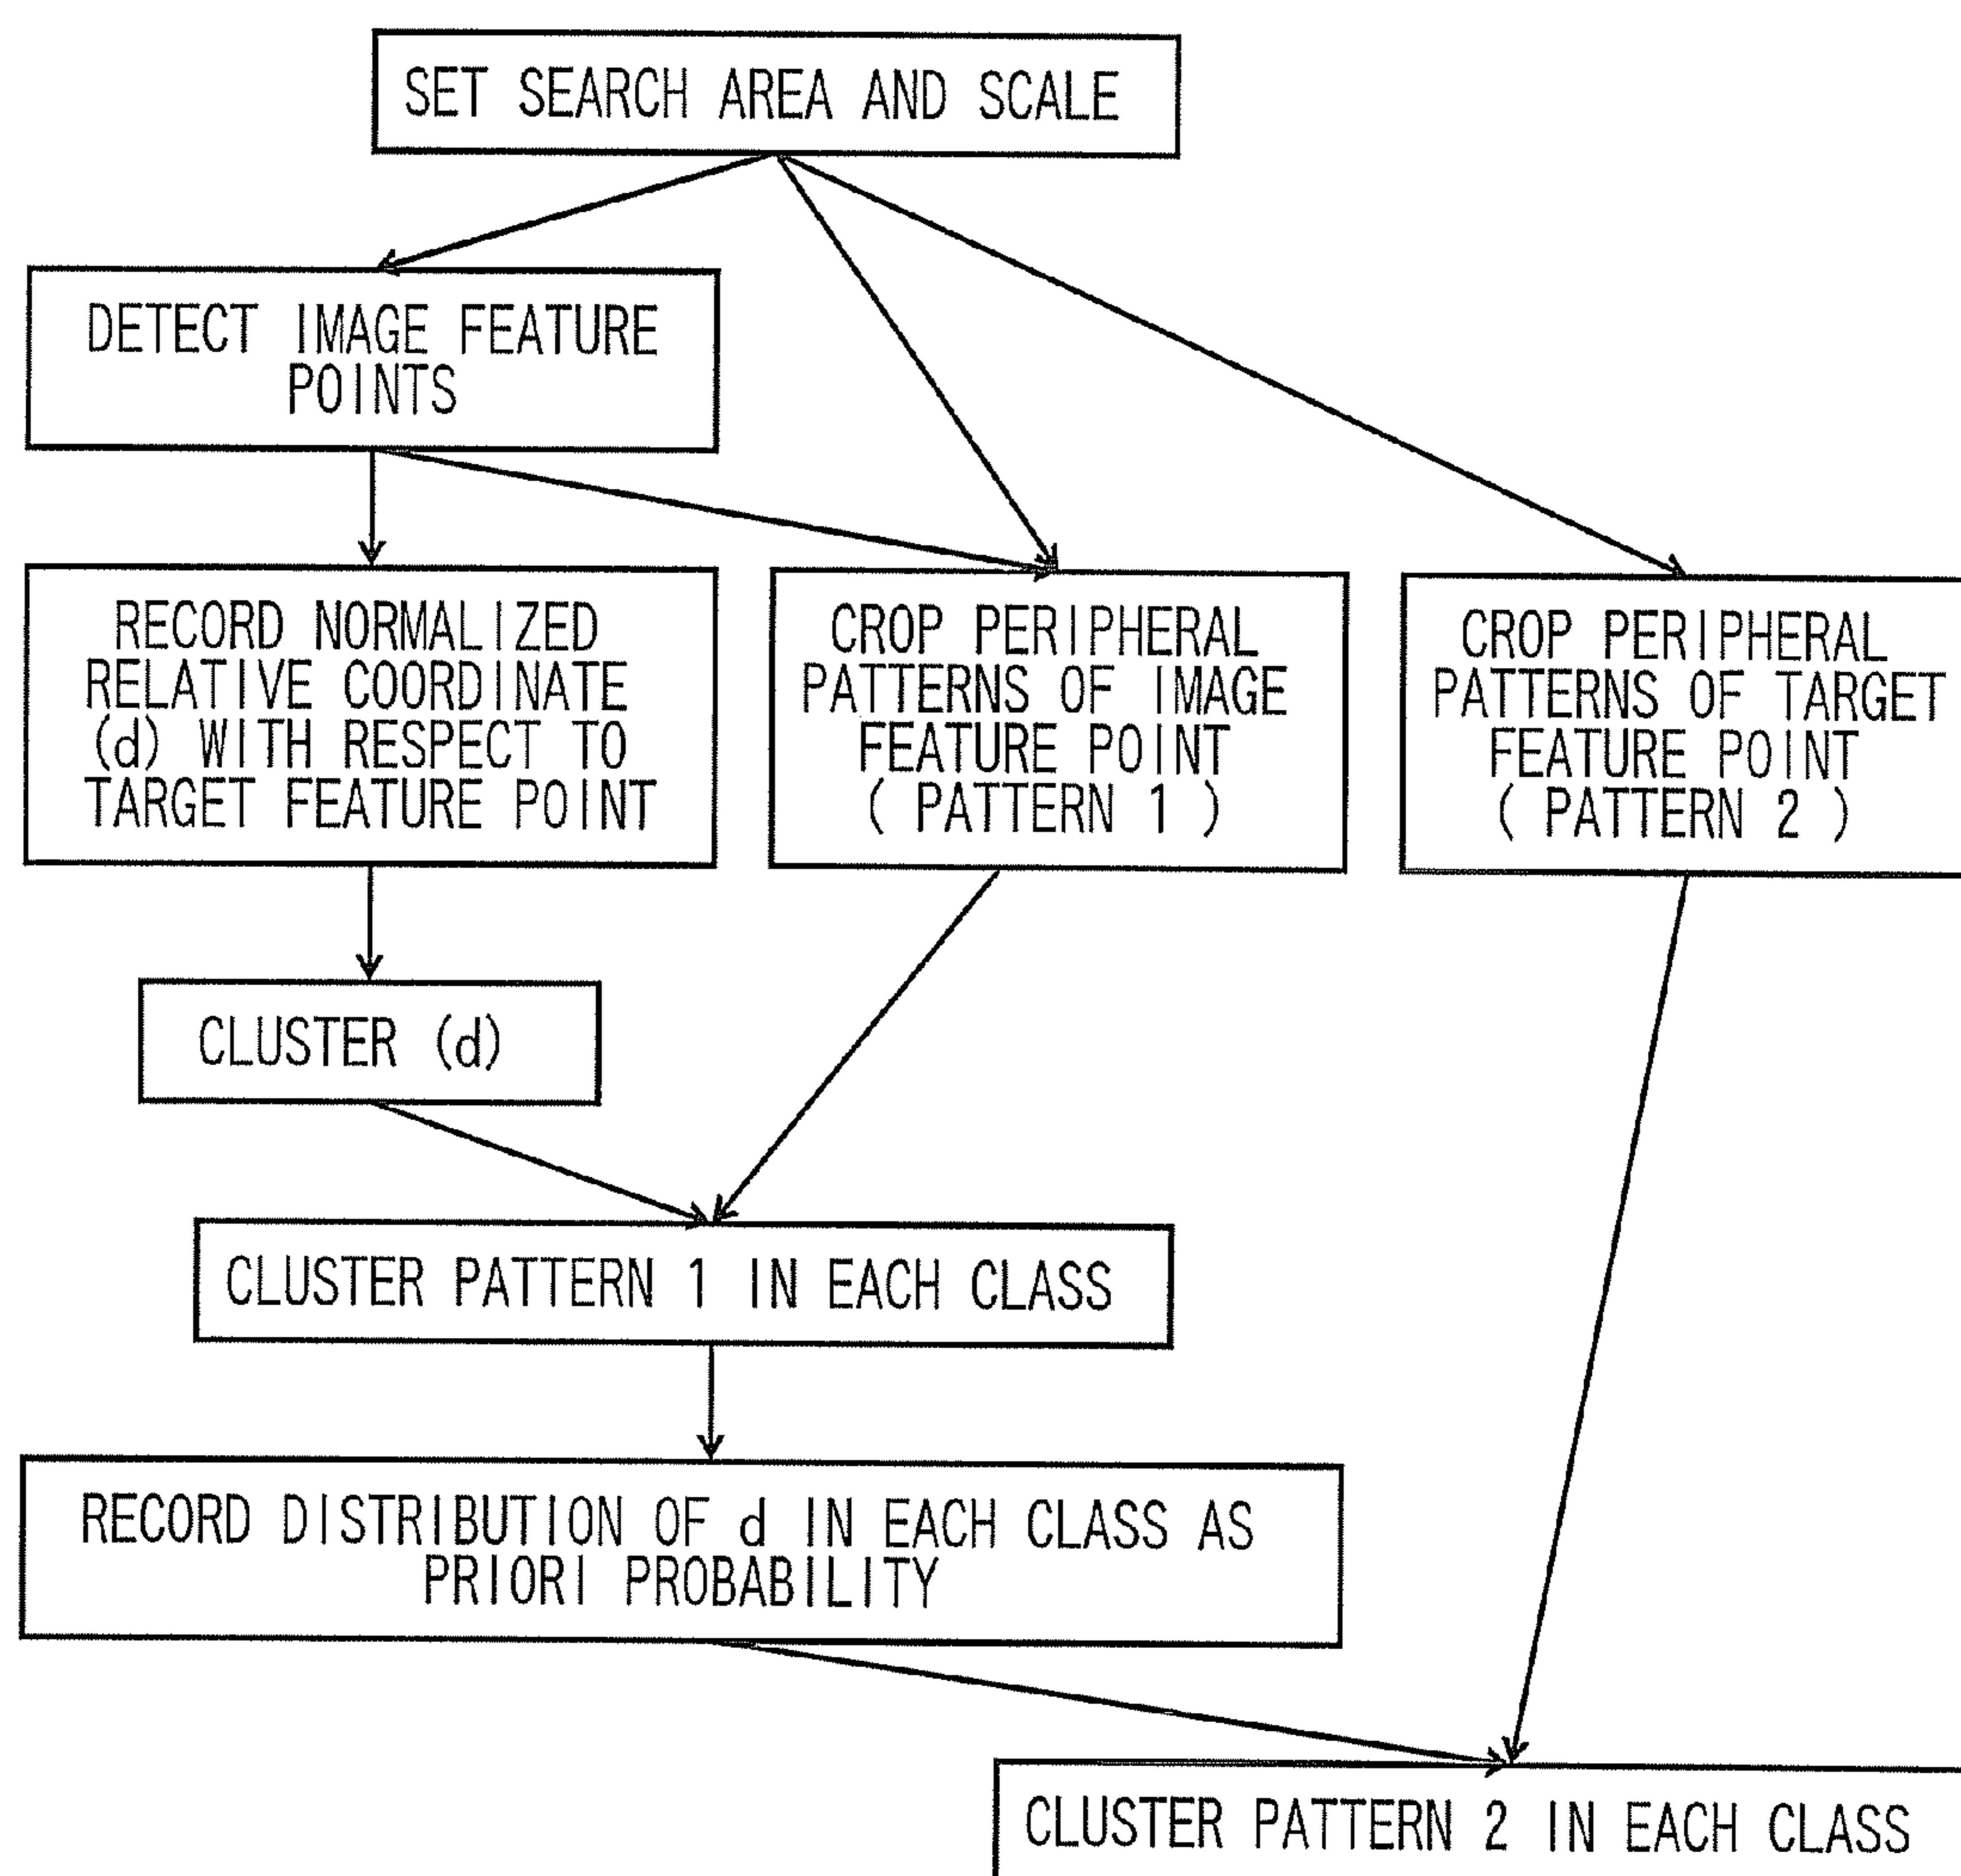 SET SEARCH AREA AND SCALE
DETECT IMAGE FEATURE
POINTS
RECORD NORMALIZED
RELATIVE COORDINATE
(d) WITH RESPECT TO
TARGET FEATURE POINT
CROP PERIPHERAL
PATTERNS OF IMAGE
FEATURE POINT
( PATTERN 1 )
CROP PERIPHERAL
PATTERNS OF TARGET
FEATURE POINT
( PATTERN 2 )
CLUSTER (d)
CLUSTER PATTERN 1 IN EACH CLASS
RECORD DISTRIBUTION OF d IN EACH CLASS AS
PRIORI PROBABILITY
CLUSTER PATTERN 2 IN EACH CLASS